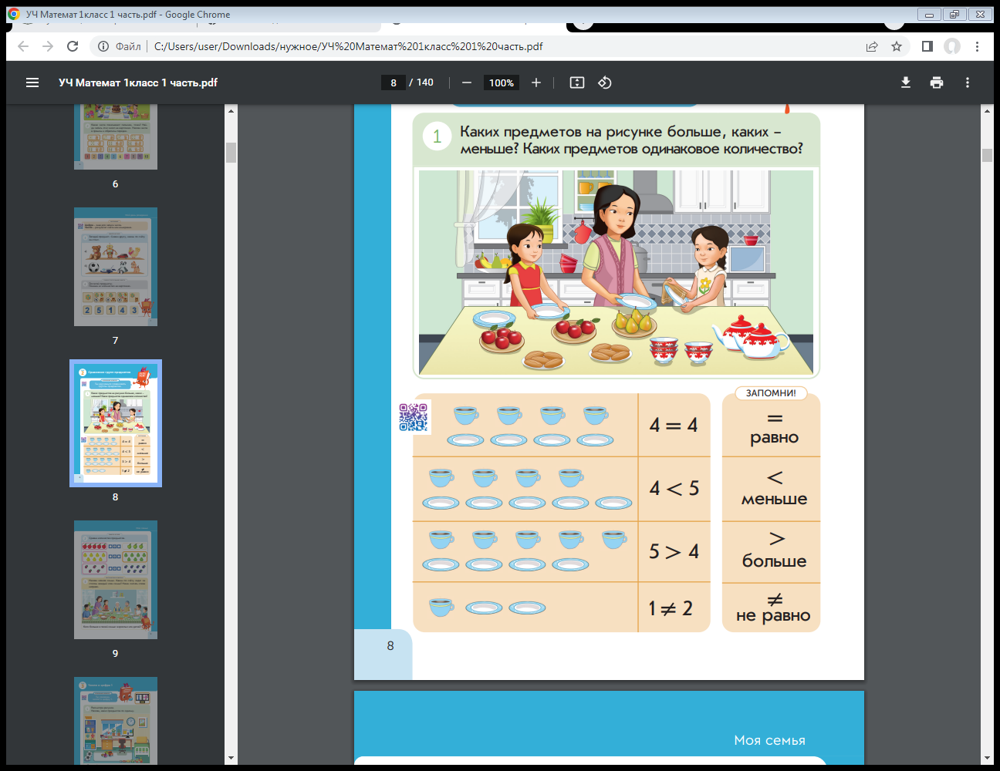 УЧ Математ 1класс 1 часть.pdf - Google Chrome
Файл | C:/Users/user/Downloads/нужное/УЧ%20Математ%201класс%201%20часть.pdf
УЧ Математ 1класс 1 часть.pdf
8 / 140
100%
6
7
8
9
1 Каких предметов на рисунке больше, каких –
меньше? Каких предметов одинаковое количество?
4 = 4
4 < 5
5 > 4
1 ≠ 2
ЗАПОМНИ!
=
равно
<
меньше
>
больше
≠
не равно
8
Моя семья